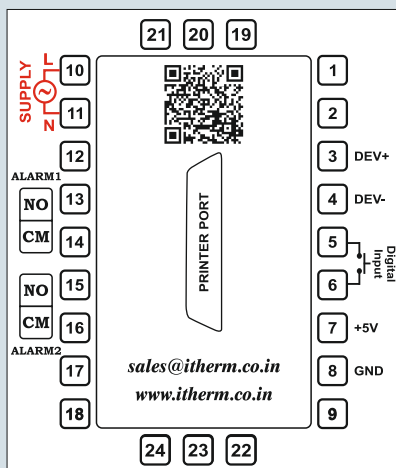 21 20 19
L
10 1
SUPPLY
11 2
N
12 3 DEV+
ALARM1
NO 13 4 DEV-
CM 14 5
Digital
Input
NO 15 6
CM 16 7 +5V
ALARM2
17 8 GND
18 9
PRINTER PORT
sales@itherm.co.in
www.itherm.co.in
24 23 22